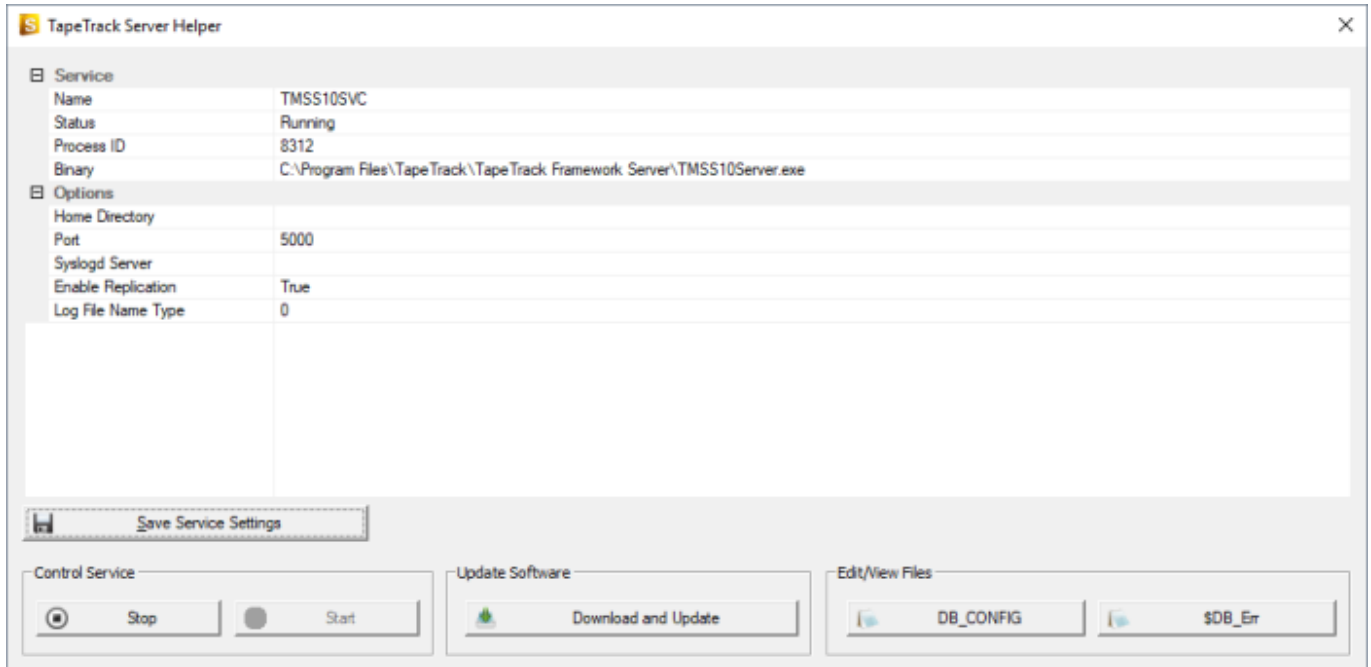 TapeTrack Server Helper
Service
Name TMSS10SVC
Status Running
Process ID 8312
Binary C:\Program Files\TapeTrack\TapeTrack Framework Server\TMSS10Server.exe
Options
Home Directory
Port 5000
Syslogd Server
Enable Replication True
Log File Name Type 0
Save Service Settings
Control Service Update Software Edit/View Files
Stop Start Download and Update DB_CONFIG $DB_Err